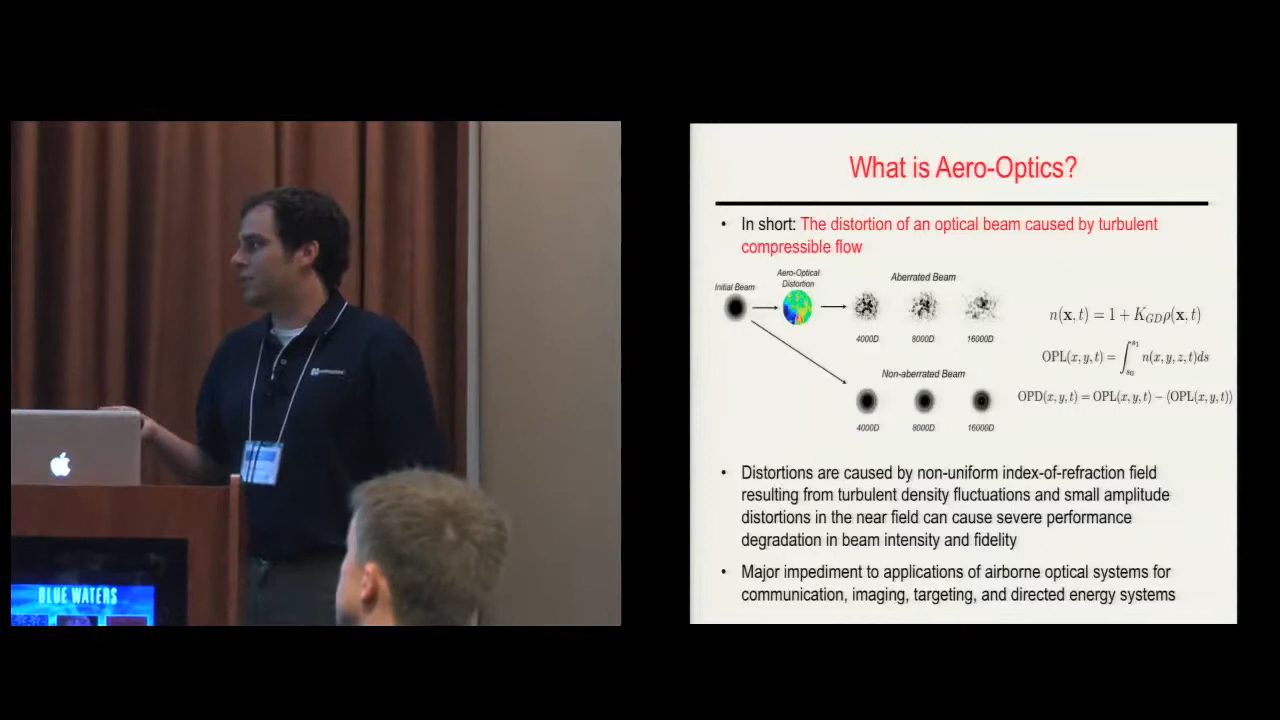 BLUE WATERS
What is Aero-Optics?
• In short: The distortion of an optical beam caused by turbulent
compressible flow
Initial Beam
Aero-Optical
Distortion
Aberrated Beam
4000D 8000D 16000D
Non-aberrated Beam
4000D 8000D 16000D
n(x,t) = 1 + K_{GD}ρ(x,t)
OPL(x,y,t) = ∫_{s_0}^{s_1} n(x,y,z,t)ds
OPD(x,y,t) = OPL(x,y,t) − ⟨OPL(x,y,t)⟩
• Distortions are caused by non-uniform index-of-refraction field
resulting from turbulent density fluctuations and small amplitude
distortions in the near field can cause severe performance
degradation in beam intensity and fidelity
• Major impediment to applications of airborne optical systems for
communication, imaging, targeting, and directed energy systems